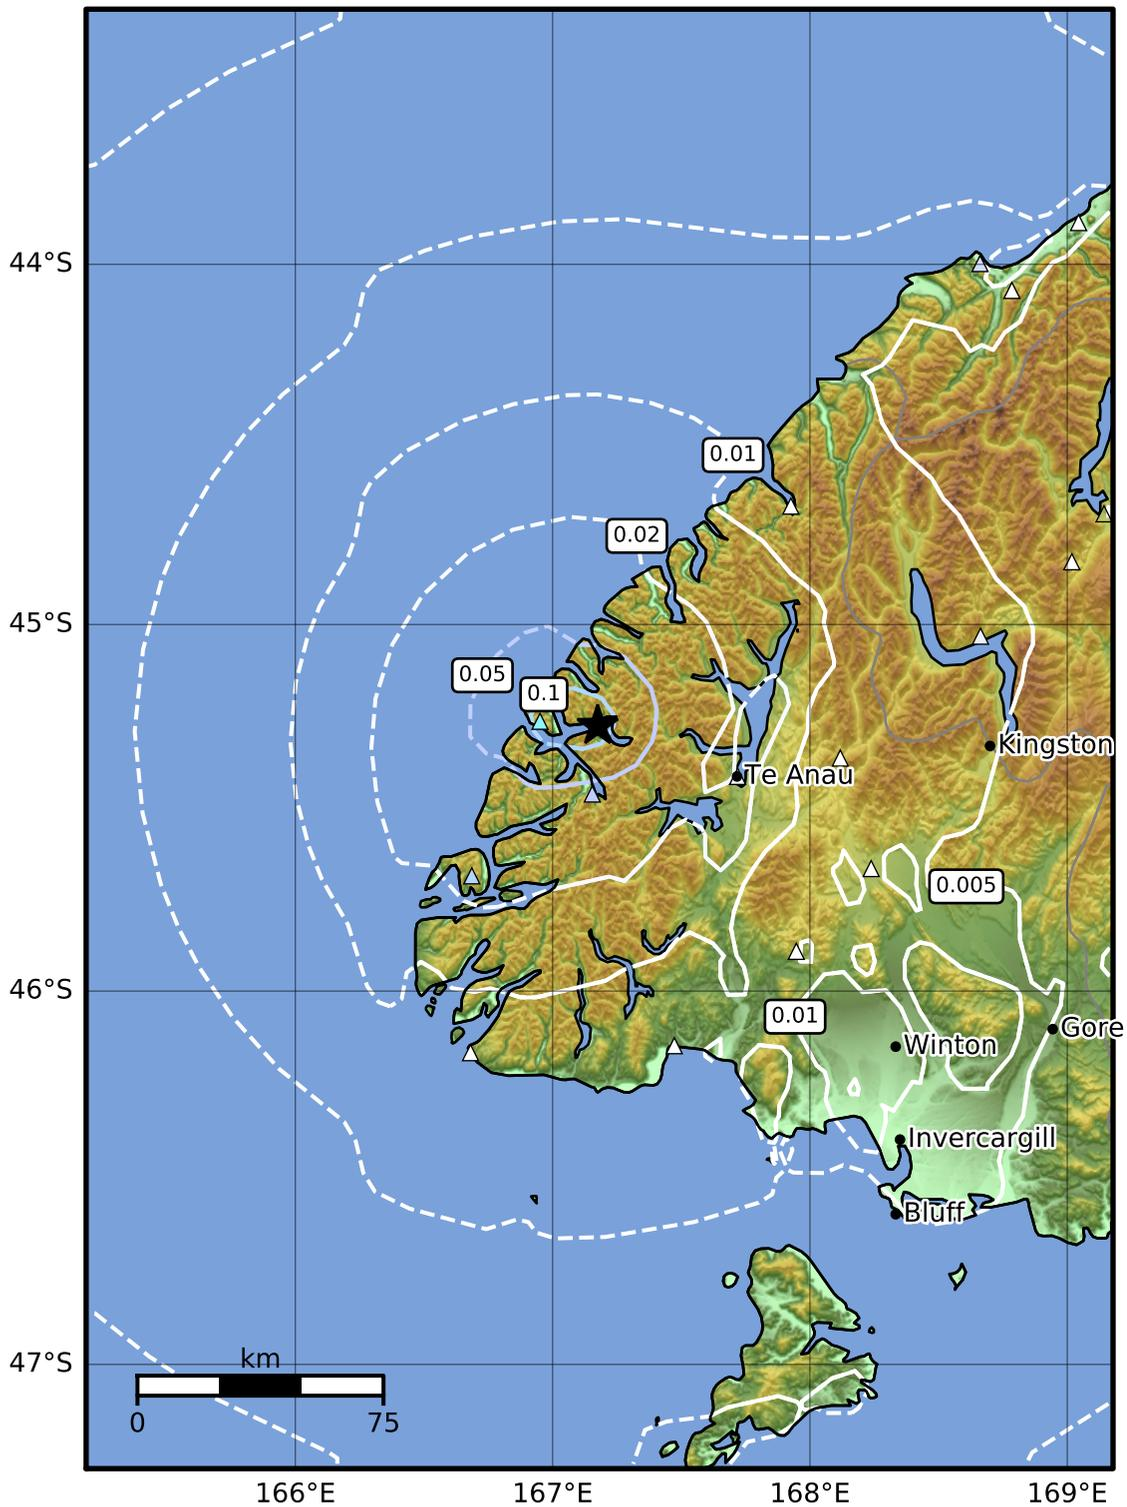 44°S
0.01
0.02
45°S
0.05
0.1
Kingston
Te Anau
0.005
46°S
0.01
Gore
Winton
Invercargill
Bluff
47°S
km
0 75
166°E 167°E 168°E 169°E